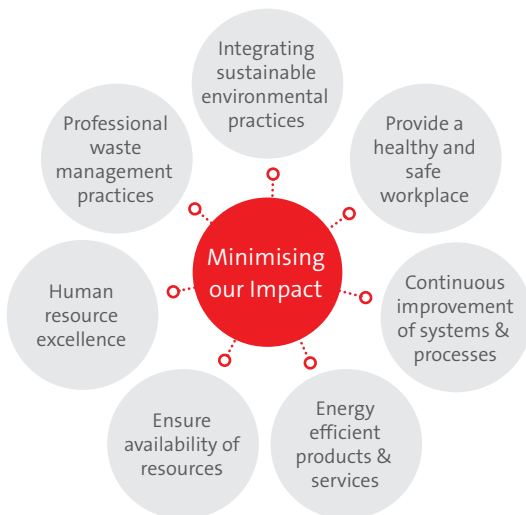 Integrating
sustainable
environmental
practices
Provide a
healthy and
safe
workplace
Continuous
improvement
of systems &
processes
Energy
efficient
products &
services
Ensure
availability of
resources
Human
resource
excellence
Professional
waste
management
practices
Minimising
our Impact